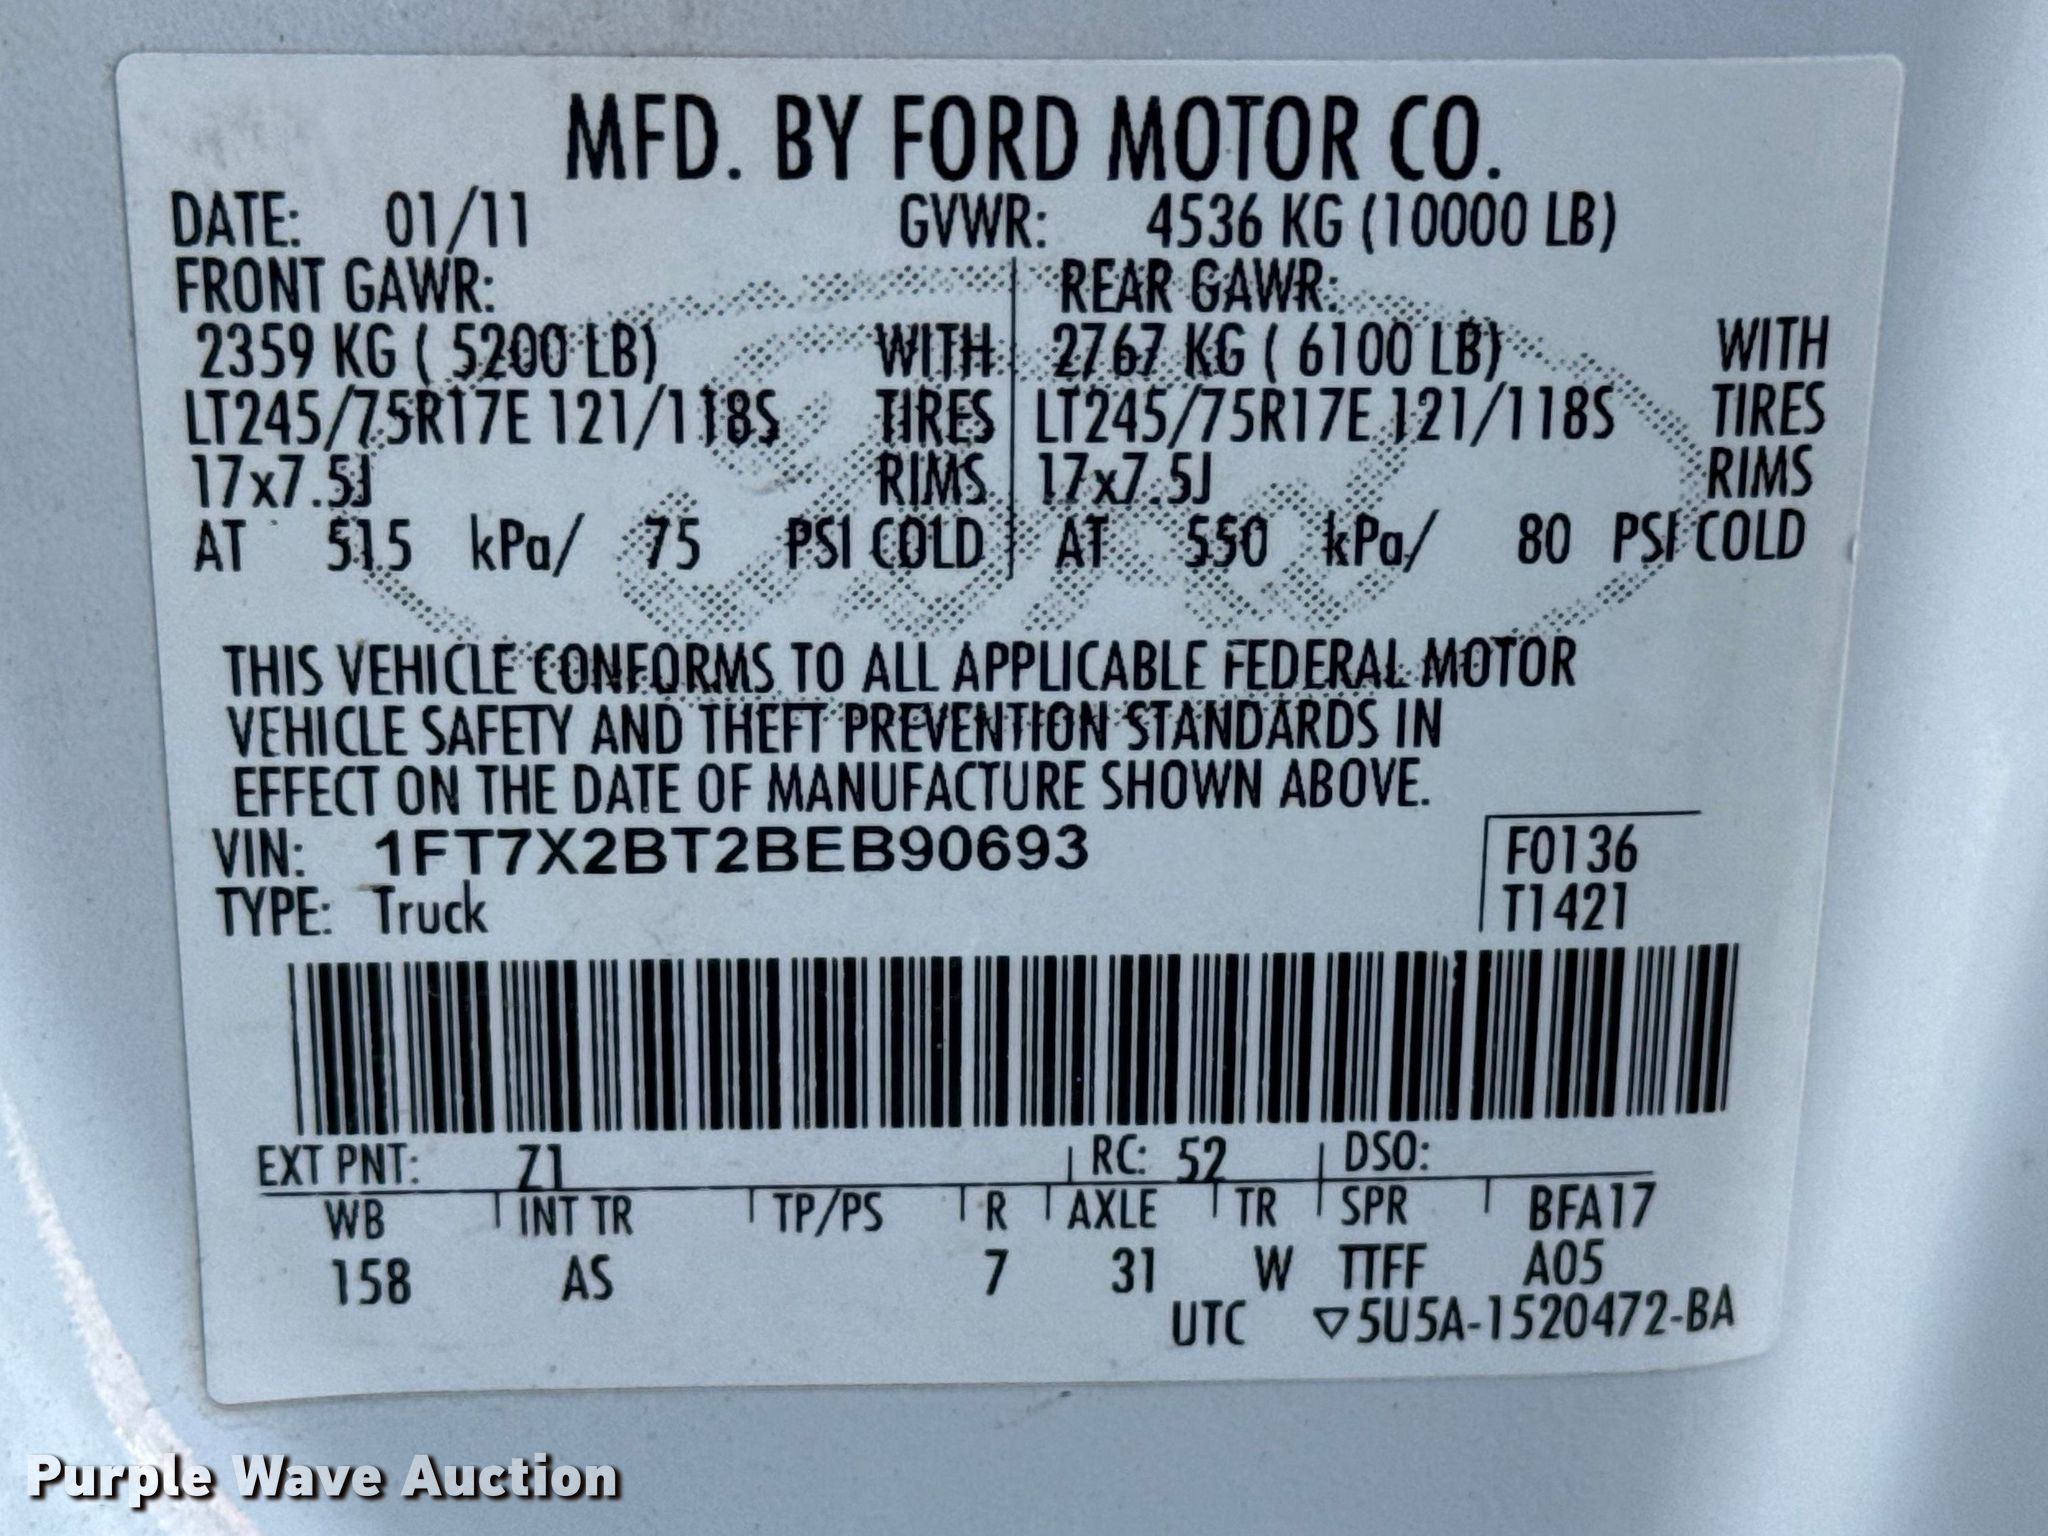 MFD. BY FORD MOTOR CO.
DATE: 01/11 GVWR: 4536 KG (10000 LB)
FRONT GAWR: REAR GAWR:
2359 KG ( 5200 LB) WITH 2767 KG ( 6100 LB) WITH
LT245/75R17E 121/118S TIRES LT245/75R17E 121/118S TIRES
17x7.5J RIMS 17x7.5J RIMS
AT 515 kPa/ 75 PSI COLD AT 550 kPa/ 80 PSI COLD
Ford
THIS VEHICLE CONFORMS TO ALL APPLICABLE FEDERAL MOTOR
VEHICLE SAFETY AND THEFT PREVENTION STANDARDS IN
EFFECT ON THE DATE OF MANUFACTURE SHOWN ABOVE.
VIN: 1FT7X2BT2BEB90693 F0136
TYPE: Truck T1421
EXT PNT: Z1 RC: 52 DSO:
WB INT TR TP/PS R AXLE TR SPR BFA17
158 AS 7 31 W TTFF A05
UTC ▽5U5A-1520472-BA
Purple Wave Auction